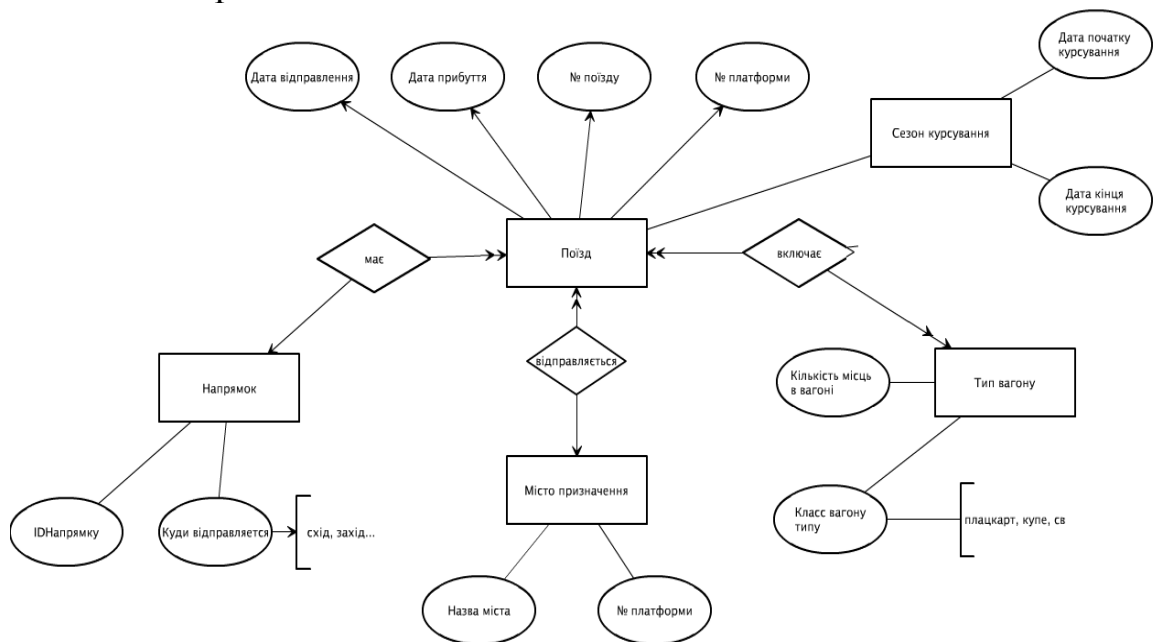 Дата початку
курсування
Дата відправлення
Дата прибуття
№ поїзду
№ платформи
Сезон курсування
Дата кінця
курсування
має
Поїзд
включає
відправляється
Напрямок
Кількість місць
в вагоні
Тип вагону
Місто призначення
IDНапрямку
Куди відправляется
схід, захід...
Класс вагону
типу
плацкарт, купе, св
Назва міста
№ платформи